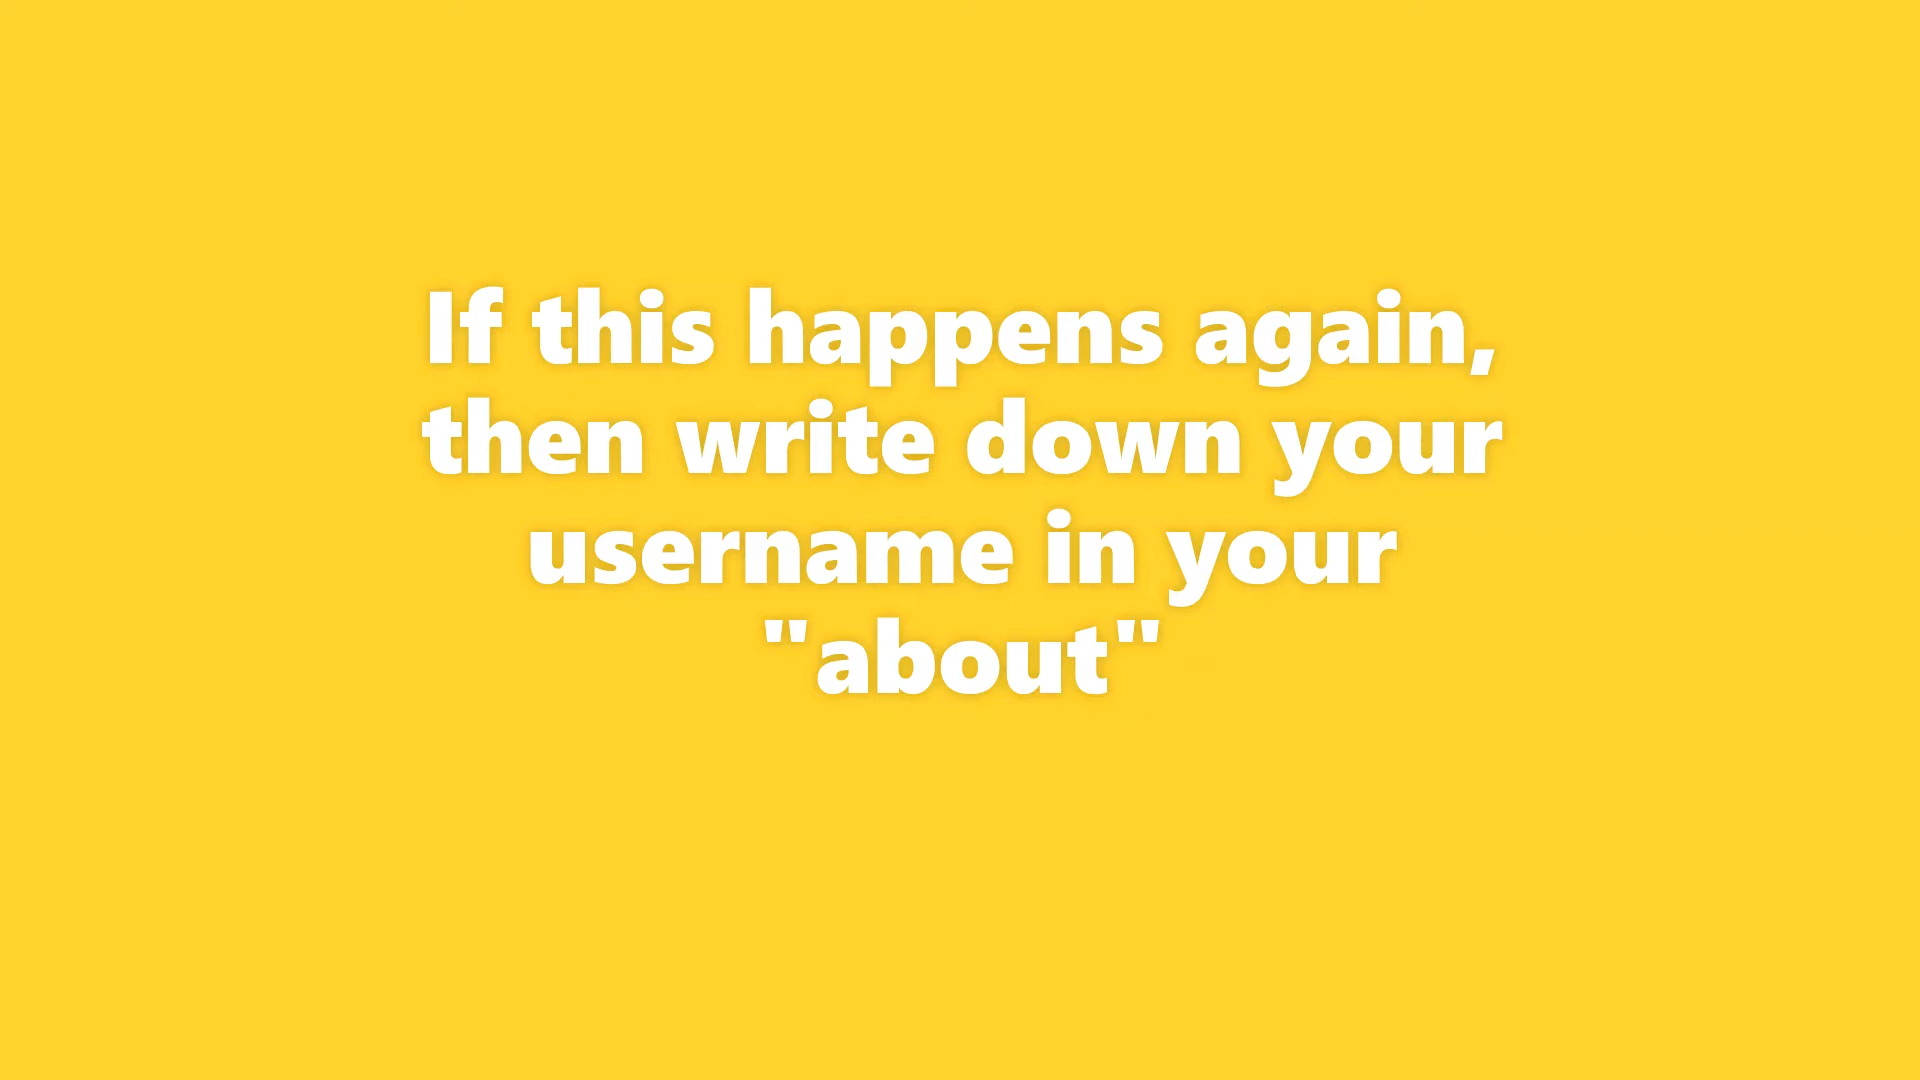 If this happens again,
then write down your
username in your
"about"